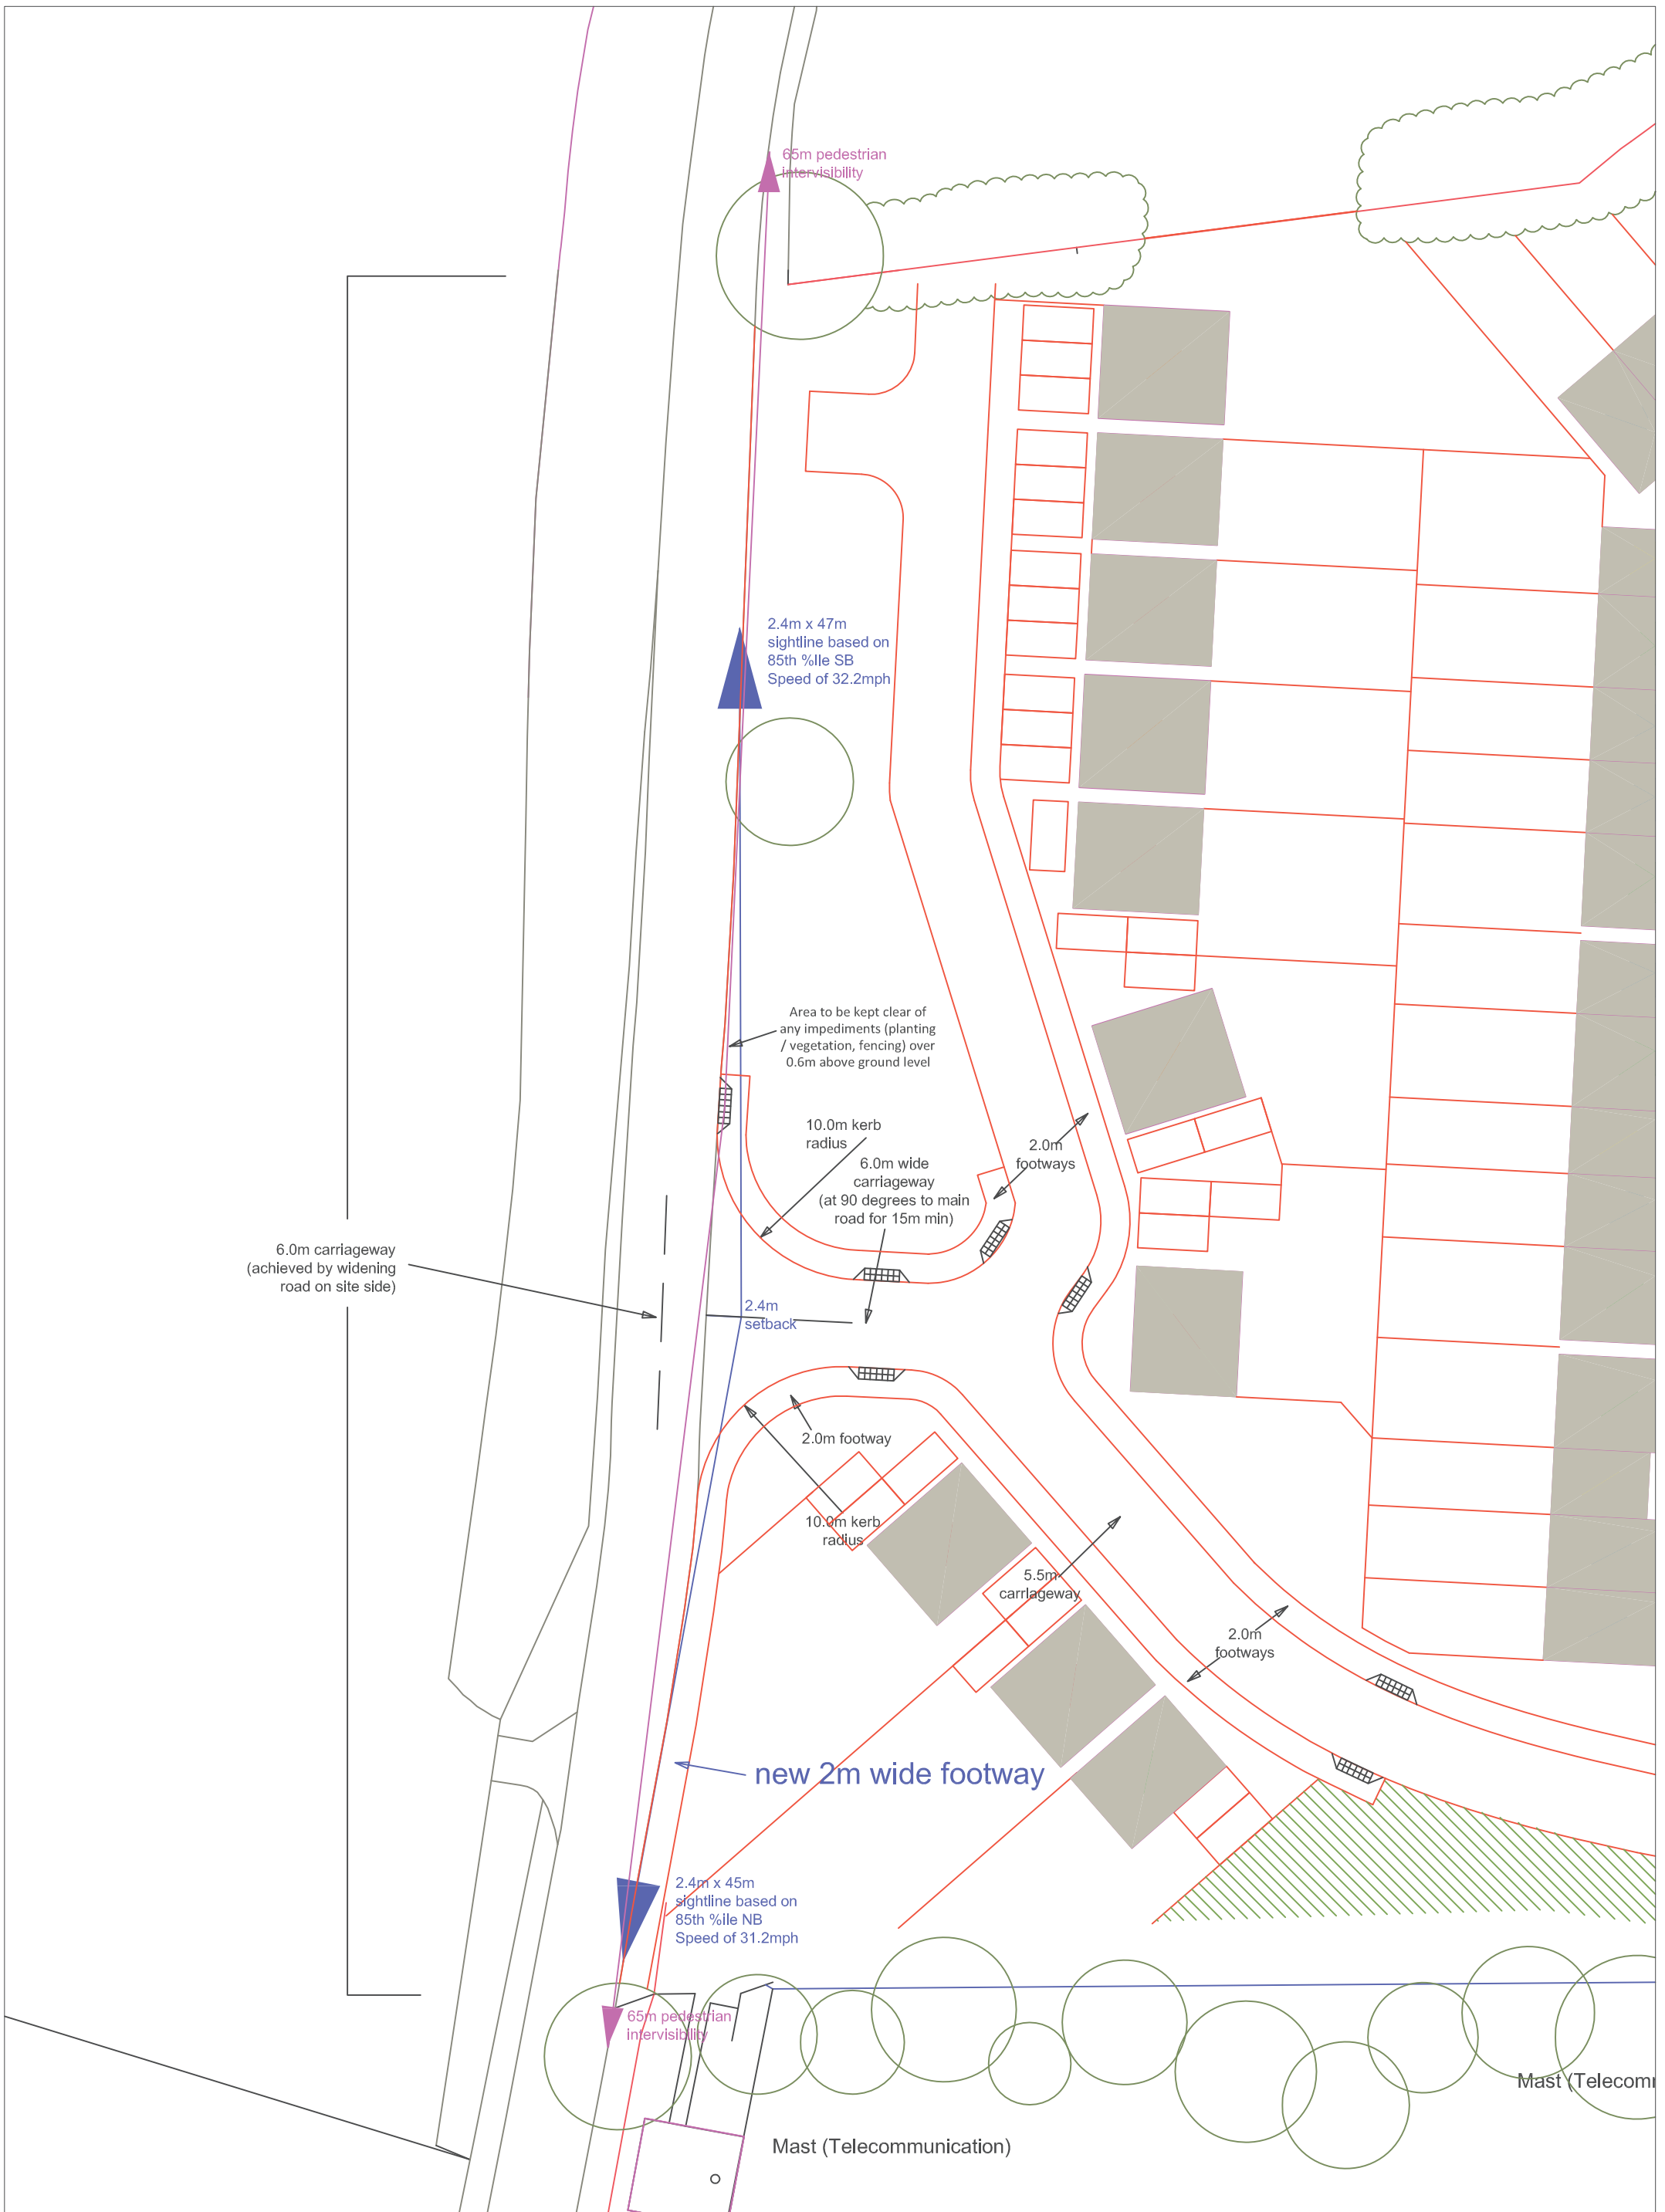 65m pedestrian
intervisibility
2.4m x 47m
sightline based on
85th %ile SB
Speed of 32.2mph
Area to be kept clear of
any impediments (planting
/ vegetation, fencing) over
0.6m above ground level
10.0m kerb
radius
6.0m wide
carriageway
(at 90 degrees to main
road for 15m min)
2.0m
footways
6.0m carriageway
(achieved by widening
road on site side)
2.4m
setback
2.0m footway
10.0m kerb
radius
5.5m
carriageway
2.0m
footways
new 2m wide footway
2.4m x 45m
sightline based on
85th %ile NB
Speed of 31.2mph
65m pedestrian
intervisibility
Mast (Telecom
Mast (Telecommunication)